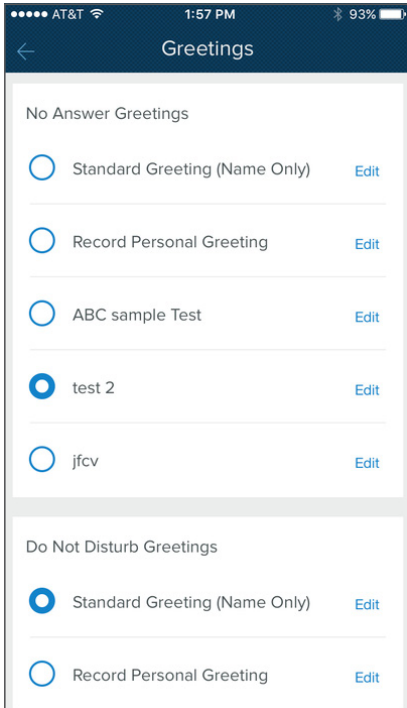 AT&T 1:57 PM 93%
Greetings
No Answer Greetings
Standard Greeting (Name Only) Edit
Record Personal Greeting Edit
ABC sample Test Edit
test 2 Edit
jfcv Edit
Do Not Disturb Greetings
Standard Greeting (Name Only) Edit
Record Personal Greeting Edit